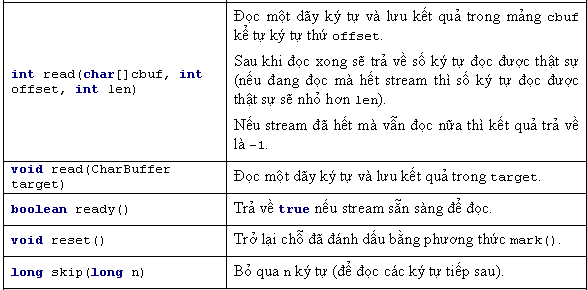 int read(char[]cbuf, int
offset, int len)
Đọc một dãy ký tự và lưu kết quả trong mảng cbuf
kể tự ký tự thứ offset.
Sau khi đọc xong sẽ trả về số ký tự đọc được thật sự
(nếu đang đọc mà hết stream thì số ký tự đọc được
thật sự sẽ nhỏ hơn len).
Nếu stream đã hết mà vẫn đọc nữa thì kết quả trả về
là -1.
void read(CharBuffer
target)
Đọc một dãy ký tự và lưu kết quả trong target.
boolean ready()
Trả về true nếu stream sẵn sàng để đọc.
void reset()
Trở lại chỗ đã đánh dấu bằng phương thức mark().
long skip(long n)
Bỏ qua n ký tự (để đọc các ký tự tiếp sau).